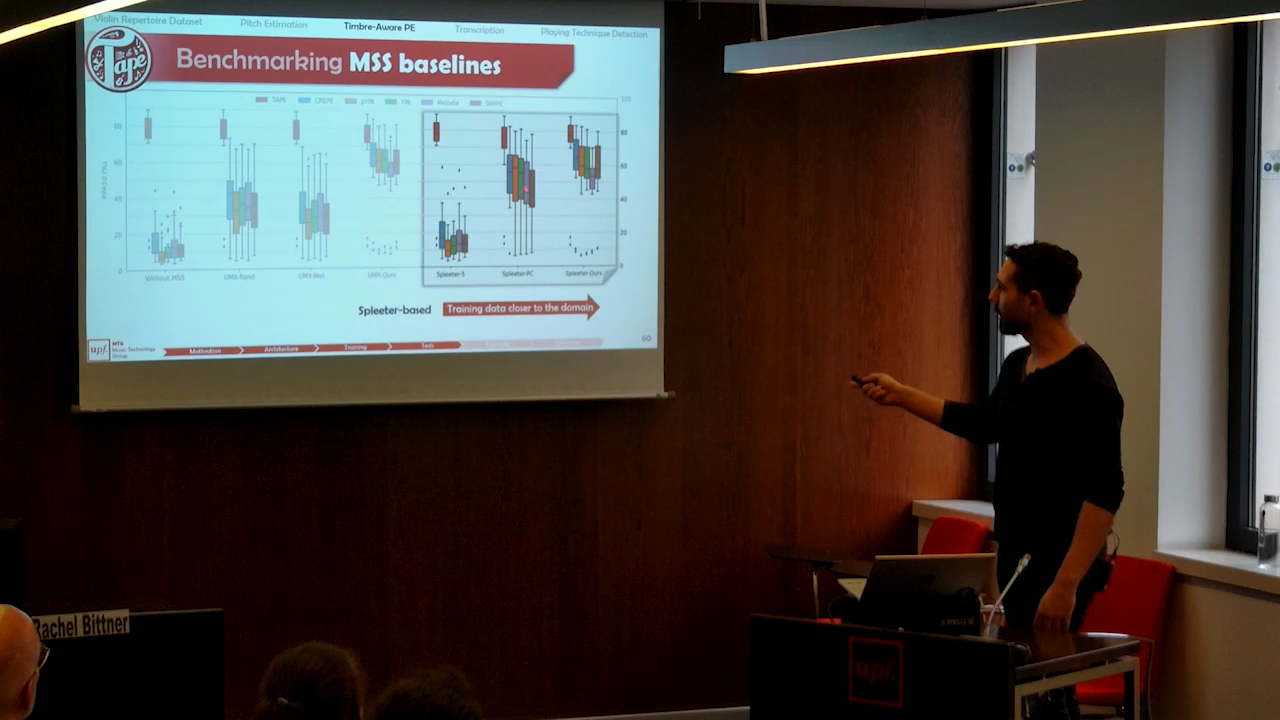 Violin Repertoire Dataset
Pitch Estimation
Timbre-Aware PE
Transcription
Playing Technique Detection
Tape
Benchmarking MSS baselines
TAPE
CREPE
pYIN
YIN
Melodia
SWIPE
100
80
80
60
60
40
40
20
20
0
0
Without MSS
UMX-Rand
UMX-Wet
UMX-Ours
Spleeter-5
Spleeter-PC
Spleeter-Ours
Spleeter-based
Training data closer to the domain
upf.
MTG
Music Technology
Group
Motivation
Architecture
Training
Tests
60
Rachel Bittner
upf.